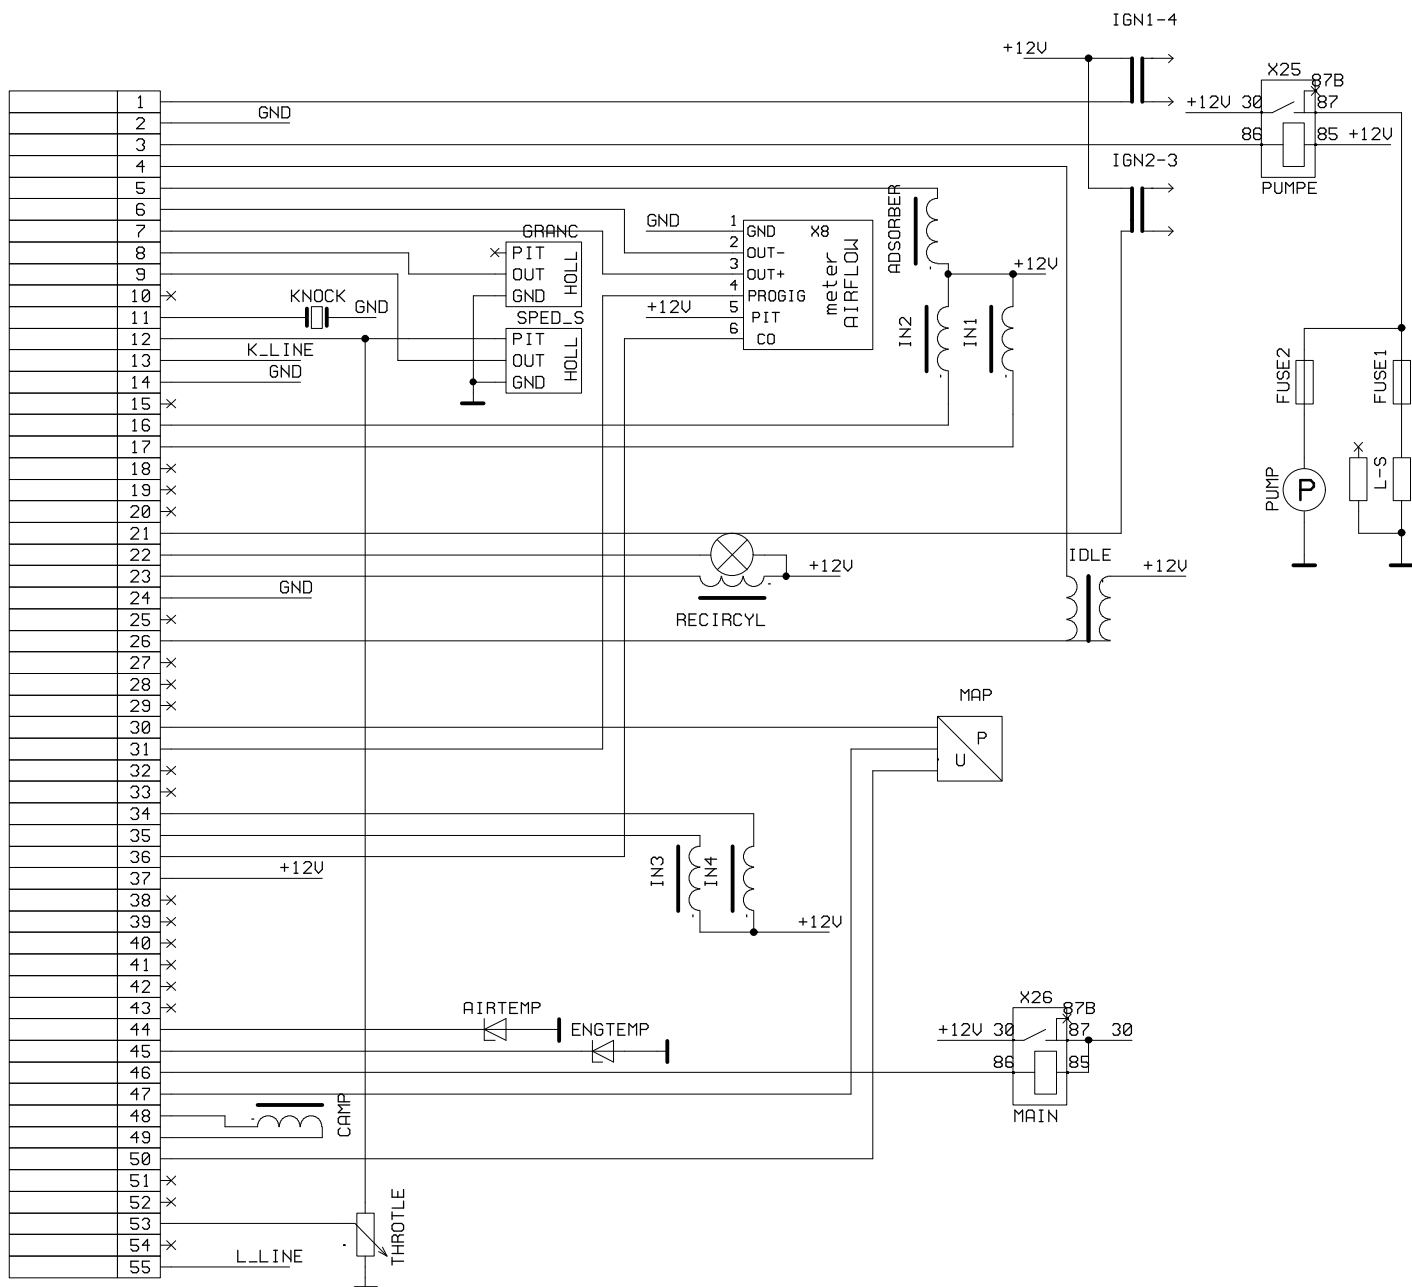 IGN1-4
+12V
X25
87B
+12V 30
87
1
GND
2
86
85 +12V
3
IGN2-3
4
PUMPE
5
ADSORBER
6
GND
1
GND
X8
7
GRANC
2
OUT-
8
PIT
3
OUT+
+12V
9
OUT
HOLL
4
PROGIG
meter
AIRFLOW
10
KNOCK
GND
GND
+12V
5
PIT
11
SPED_S
6
CO
IN2
IN1
12
PIT
K_LINE
13
OUT
HOLL
GND
14
GND
FUSE2
FUSE1
15
16
17
18
L-S
19
PUMP
P
20
21
22
IDLE
+12V
+12V
23
GND
24
25
RECIRCYL
26
27
28
29
MAP
30
P
31
U
32
33
34
35
36
IN3
IN4
+12V
37
38
39
+12V
40
41
42
43
X26
87B
AIRTEMP
44
ENGTEMP
+12V 30
87
30
45
86
85
46
47
48
CAMP
MAIN
49
50
51
52
53
THROTLE
54
L_LINE
55